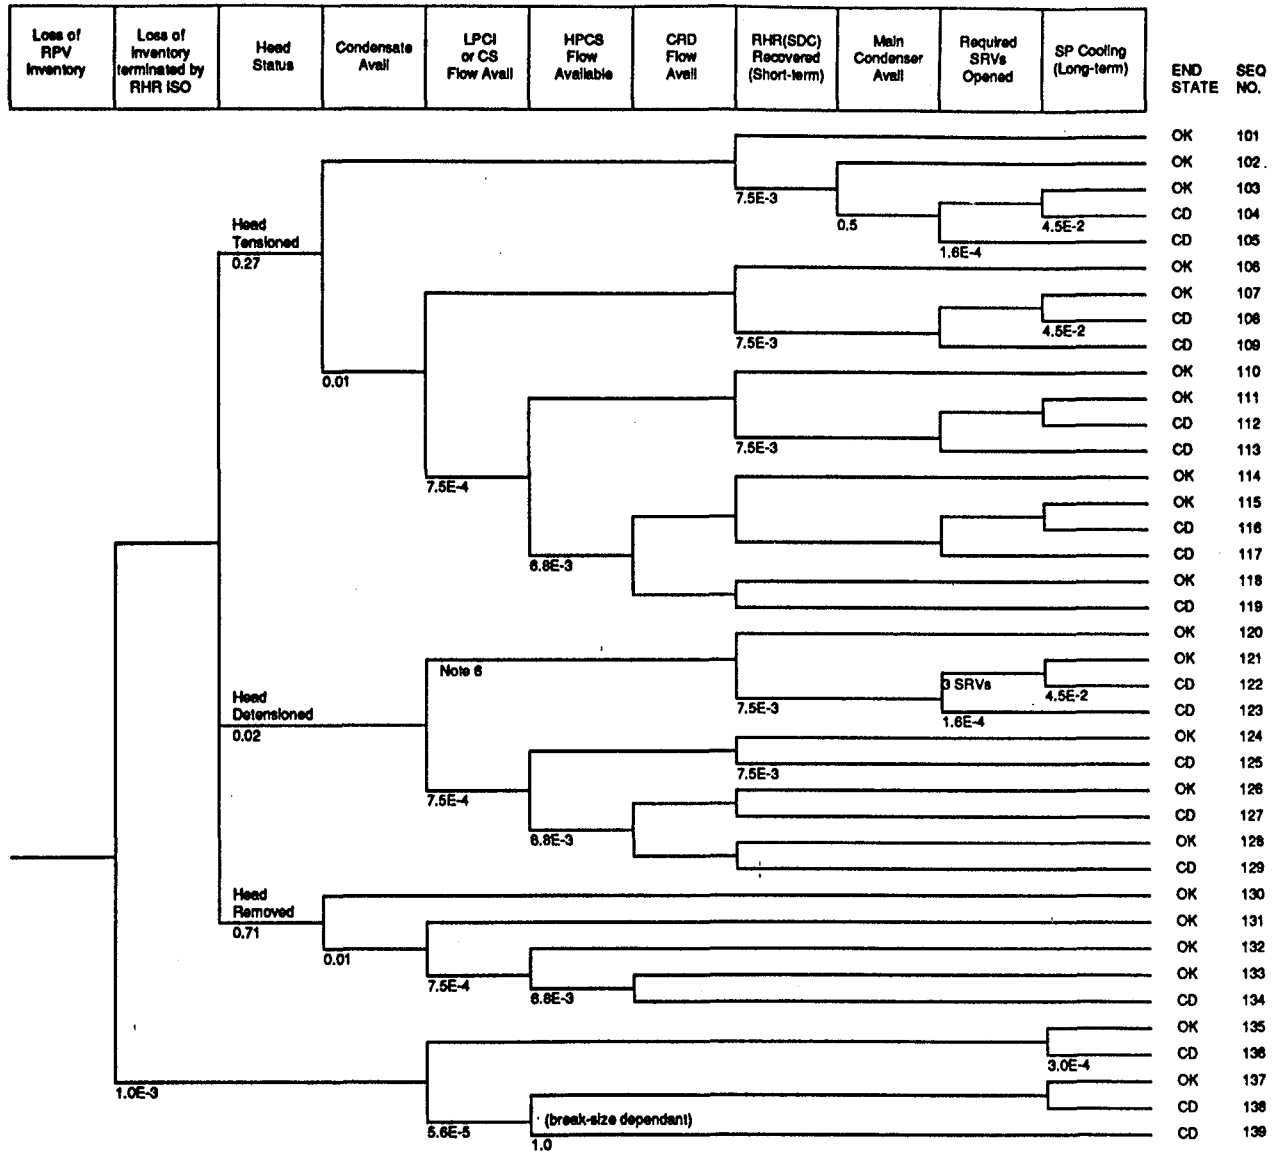 Loss of
RPV
Inventory
Loss of
Inventory
terminated by
RHR ISO
Head
Status
Condensate
Avail
LPCI
or CS
Flow Avail
HPCS
Flow
Available
CRD
Flow
Avail
RHR(SDC)
Recovered
(Short-term)
Main
Condenser
Avail
Required
SRVs
Opened
SP Cooling
(Long-term)
END
STATE
SEQ
NO.
OK 101
OK 102
7.5E-3
OK 103
0.5
4.5E-2
CD 104
Head
Tensioned
0.27
1.6E-4
CD 105
OK 106
OK 107
7.5E-3
4.5E-2
CD 108
CD 109
0.01
OK 110
OK 111
CD 112
7.5E-3
CD 113
7.5E-4
OK 114
OK 115
CD 116
6.8E-3
CD 117
OK 118
CD 119
OK 120
Note 6
OK 121
Head
Detensioned
0.02
7.5E-3
3 SRVs
4.5E-2
CD 122
1.6E-4
CD 123
OK 124
7.5E-3
CD 125
7.5E-4
OK 126
6.8E-3
CD 127
OK 128
CD 129
Head
Removed
0.71
OK 130
OK 131
0.01
OK 132
7.5E-4
6.8E-3
OK 133
CD 134
OK 135
3.0E-4
CD 136
1.0E-3
OK 137
(break-size dependant)
CD 138
5.6E-5
1.0
CD 139